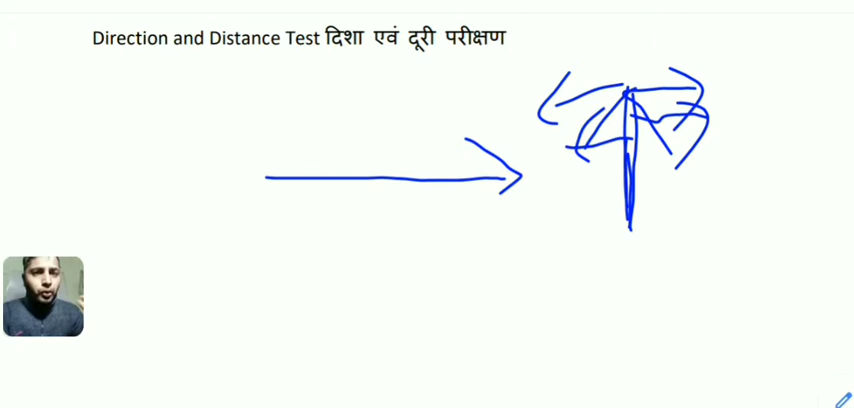 Direction and Distance Test दिशा एवं दूरी परीक्षण